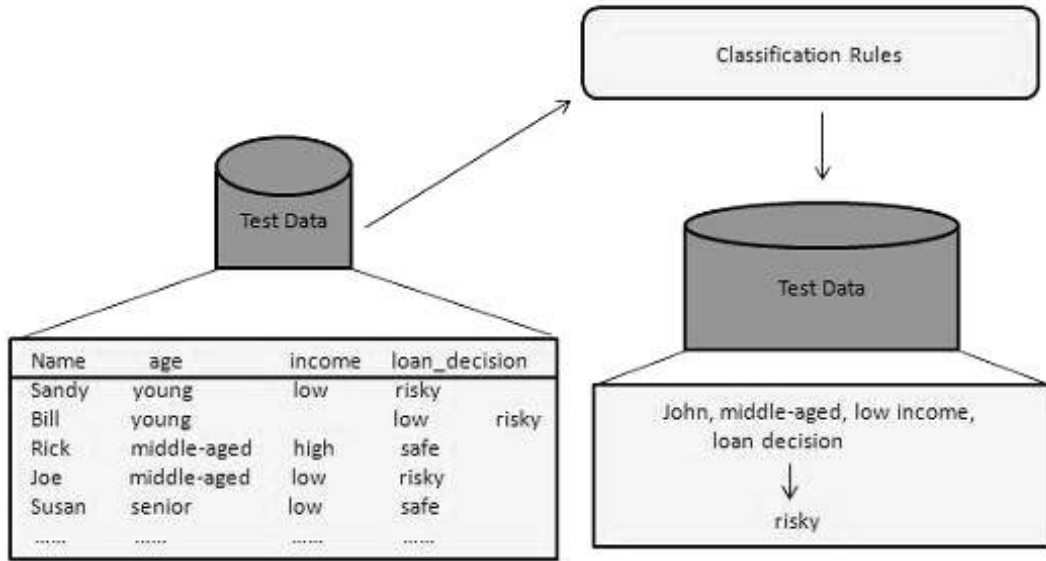 Classification Rules
Test Data
Name age income loan_decision
Sandy young low risky
Bill young low risky
Rick middle-aged high safe
Joe middle-aged low risky
Susan senior low safe
...... ...... ...... ......
Test Data
John, middle-aged, low income,
loan decision
risky